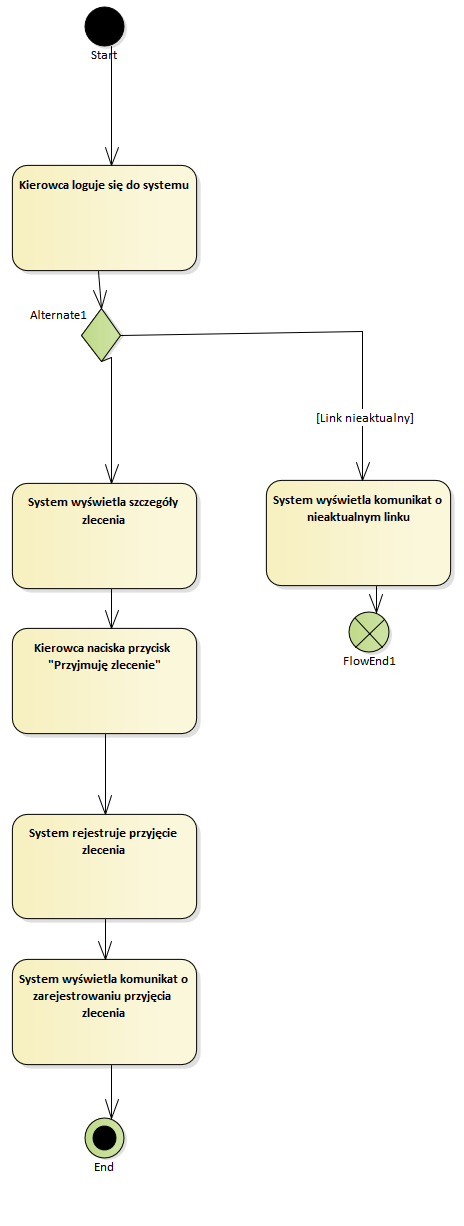 Start
Kierowca loguje się do systemu
Alternate1
[Link nieaktualny]
System wyświetla szczegóły
zlecenia
System wyświetla komunikat o
nieaktualnym linku
Kierowca naciska przycisk
"Przyjmuję zlecenie"
FlowEnd1
System rejestruje przyjęcie
zlecenia
System wyświetla komunikat o
zarejestrowaniu przyjęcia
zlecenia
End